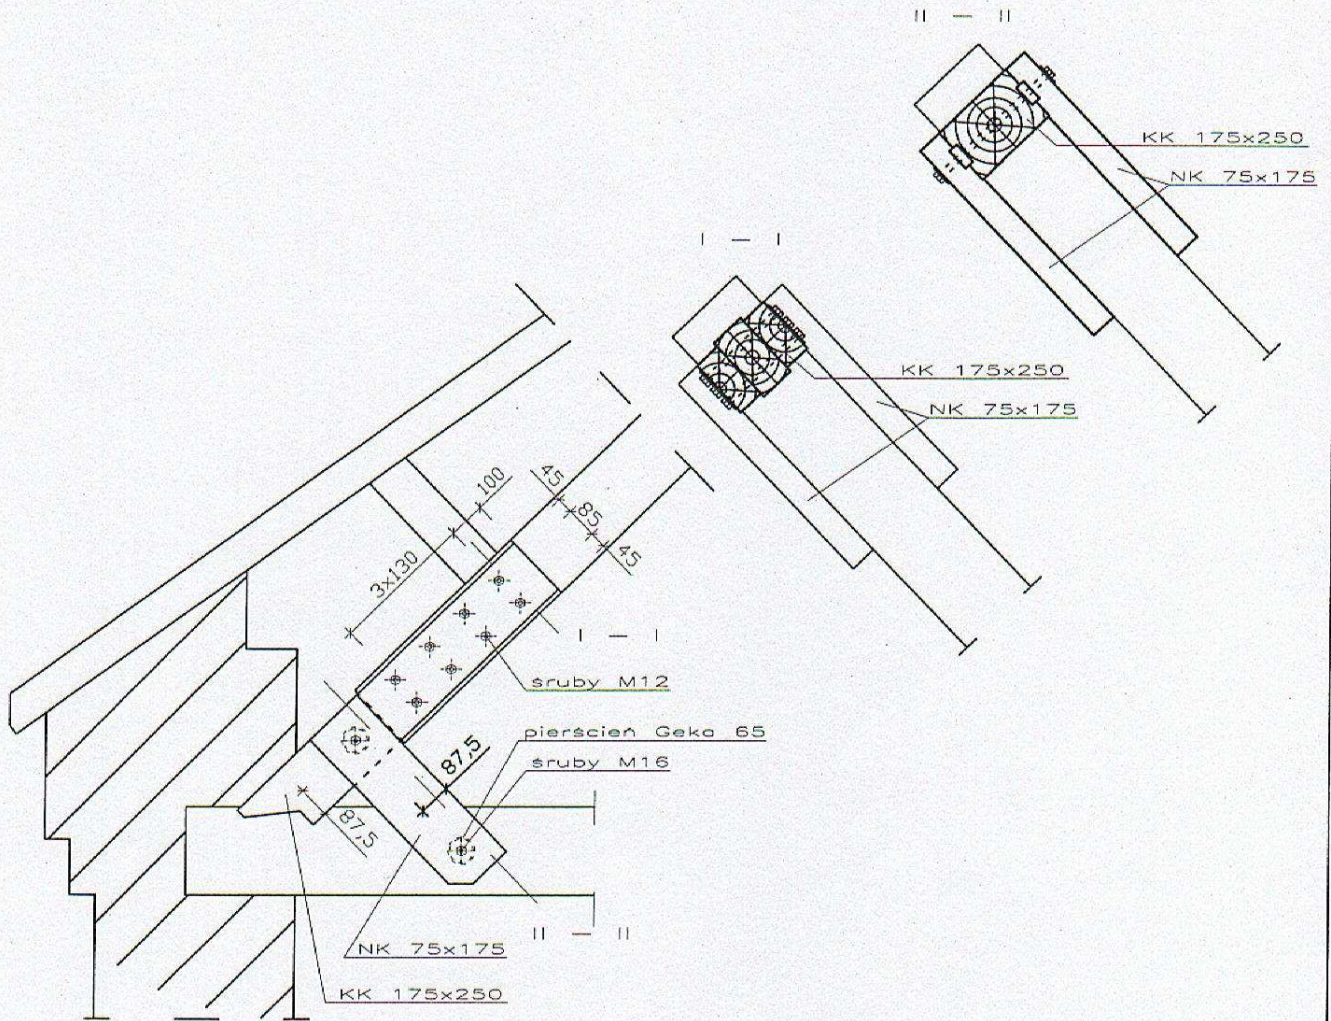 II — II
KK 175x250
NK 75x175
I — I
KK 175x250
NK 75x175
100
45
85
45
3x130
I — I
śruby M12
pierścień Geka 65
87,5
śruby M16
87,5
II — II
NK 75x175
KK 175x250